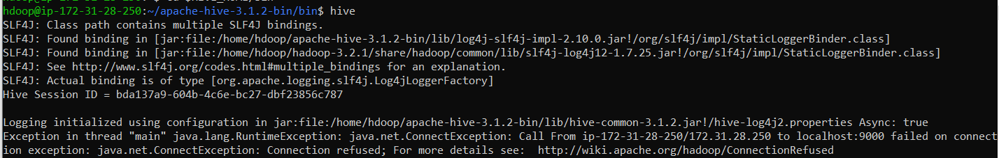 hdoop@ip-172-31-28-250:~/apache-hive-3.1.2-bin/bin$ hive
SLF4J: Class path contains multiple SLF4J bindings.
SLF4J: Found binding in [jar:file:/home/hdoop/apache-hive-3.1.2-bin/lib/log4j-slf4j-impl-2.10.0.jar!/org/slf4j/impl/StaticLoggerBinder.class]
SLF4J: Found binding in [jar:file:/home/hdoop/hadoop-3.2.1/share/hadoop/common/lib/slf4j-log4j12-1.7.25.jar!/org/slf4j/impl/StaticLoggerBinder.class]
SLF4J: See http://www.slf4j.org/codes.html#multiple_bindings for an explanation.
SLF4J: Actual binding is of type [org.apache.logging.slf4j.Log4jLoggerFactory]
Hive Session ID = bda137a9-604b-4c6e-bc27-dbf23856c787
Logging initialized using configuration in jar:file:/home/hdoop/apache-hive-3.1.2-bin/lib/hive-common-3.1.2.jar!/hive-log4j2.properties Async: true
Exception in thread "main" java.lang.RuntimeException: java.net.ConnectException: Call From ip-172-31-28-250/172.31.28.250 to localhost:9000 failed on connect
ion exception: java.net.ConnectException: Connection refused; For more details see:  http://wiki.apache.org/hadoop/ConnectionRefused